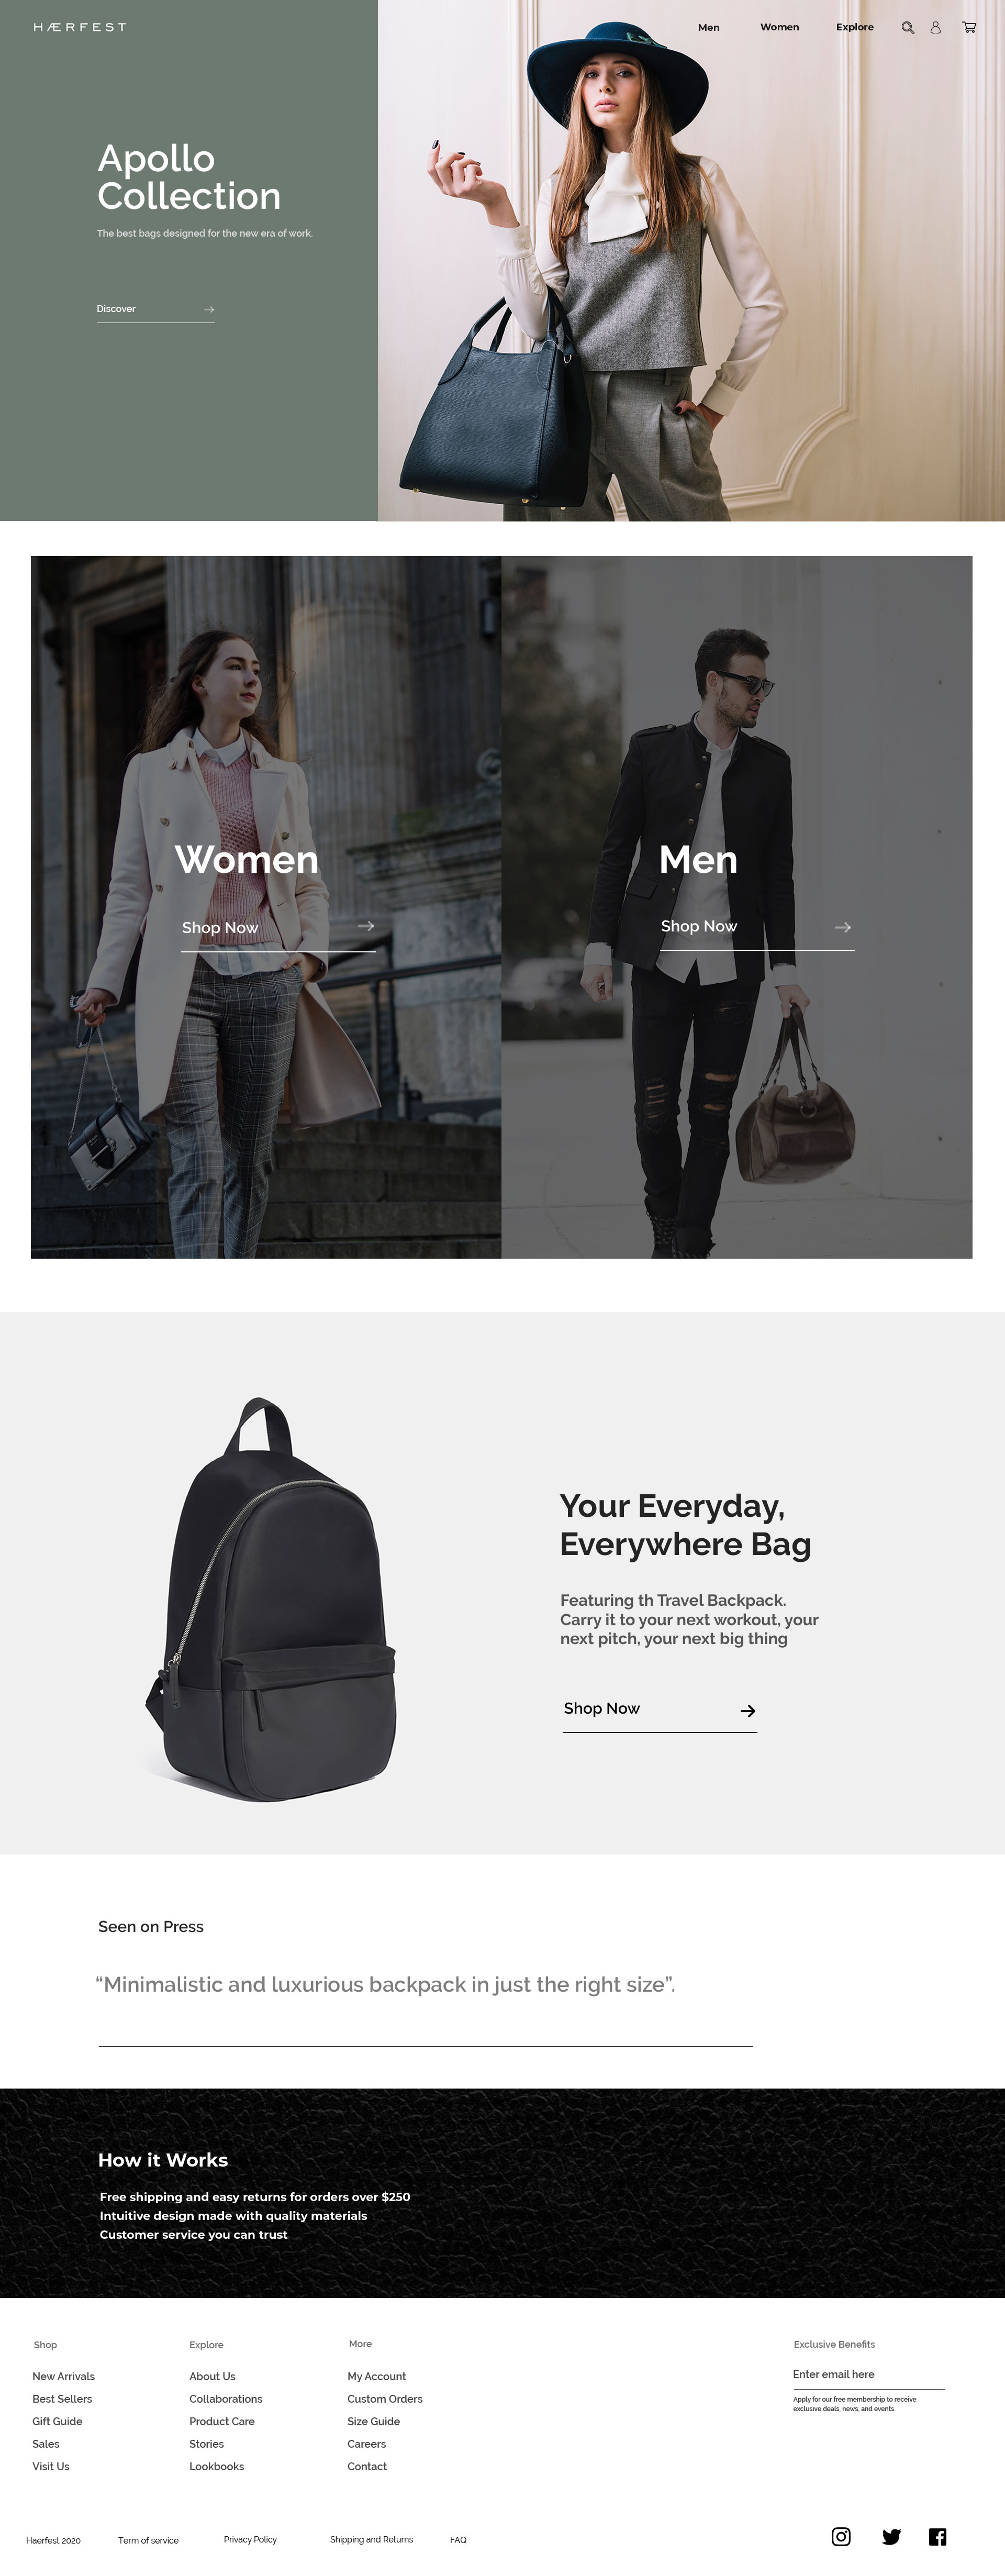 HÆRFEST
Men Women Explore
Apollo
Collection
The best bags designed for the new era of work.
Discover
Women
Shop Now
Men
Shop Now
Your Everyday,
Everywhere Bag
Featuring th Travel Backpack.
Carry it to your next workout, your
next pitch, your next big thing
Shop Now
Seen on Press
“Minimalistic and luxurious backpack in just the right size”.
How it Works
Free shipping and easy returns for orders over $250
Intuitive design made with quality materials
Customer service you can trust
Shop
New Arrivals
Best Sellers
Gift Guide
Sales
Visit Us
Explore
About Us
Collaborations
Product Care
Stories
Lookbooks
More
My Account
Custom Orders
Size Guide
Careers
Contact
Exclusive Benefits
Enter email here
Apply for our free membership to receive
exclusive deals, news, and events.
Haerfest 2020 Term of service Privacy Policy Shipping and Returns FAQ